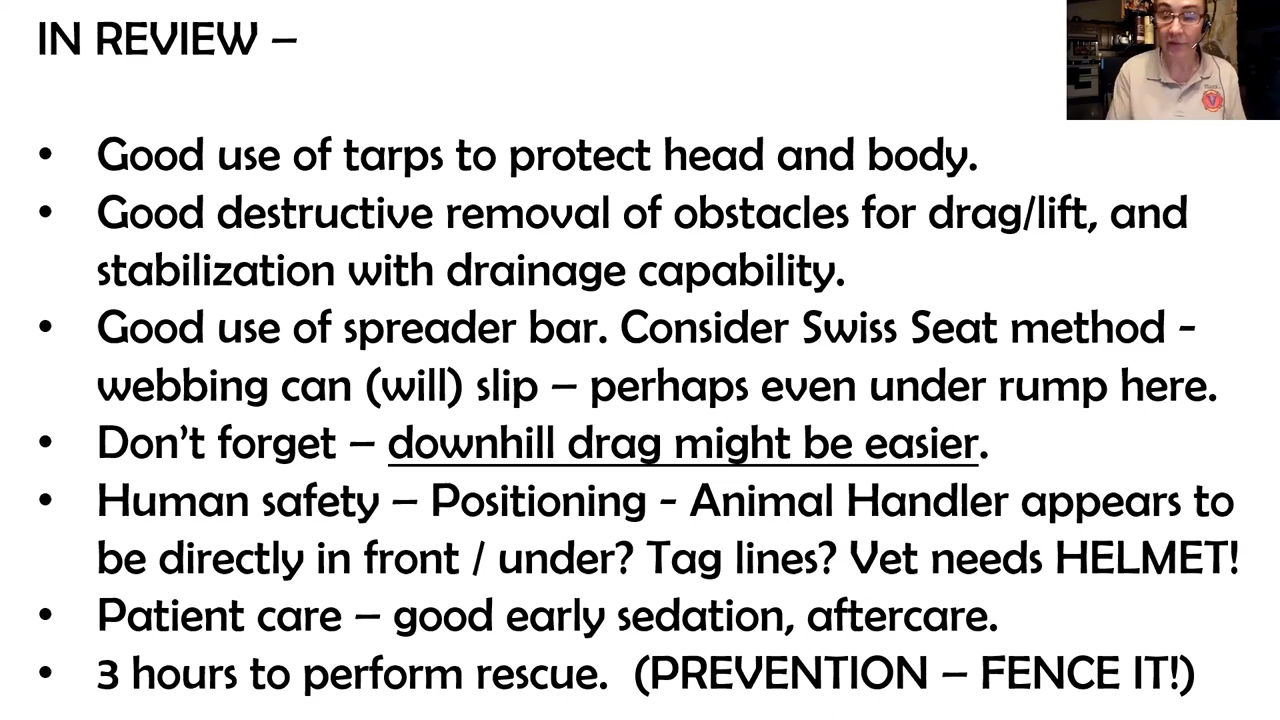 IN REVIEW –
• Good use of tarps to protect head and body.
• Good destructive removal of obstacles for drag/lift, and
stabilization with drainage capability.
• Good use of spreader bar. Consider Swiss Seat method -
webbing can (will) slip – perhaps even under rump here.
• Don’t forget – downhill drag might be easier.
• Human safety – Positioning - Animal Handler appears to
be directly in front / under? Tag lines? Vet needs HELMET!
• Patient care – good early sedation, aftercare.
• 3 hours to perform rescue. (PREVENTION – FENCE IT!)